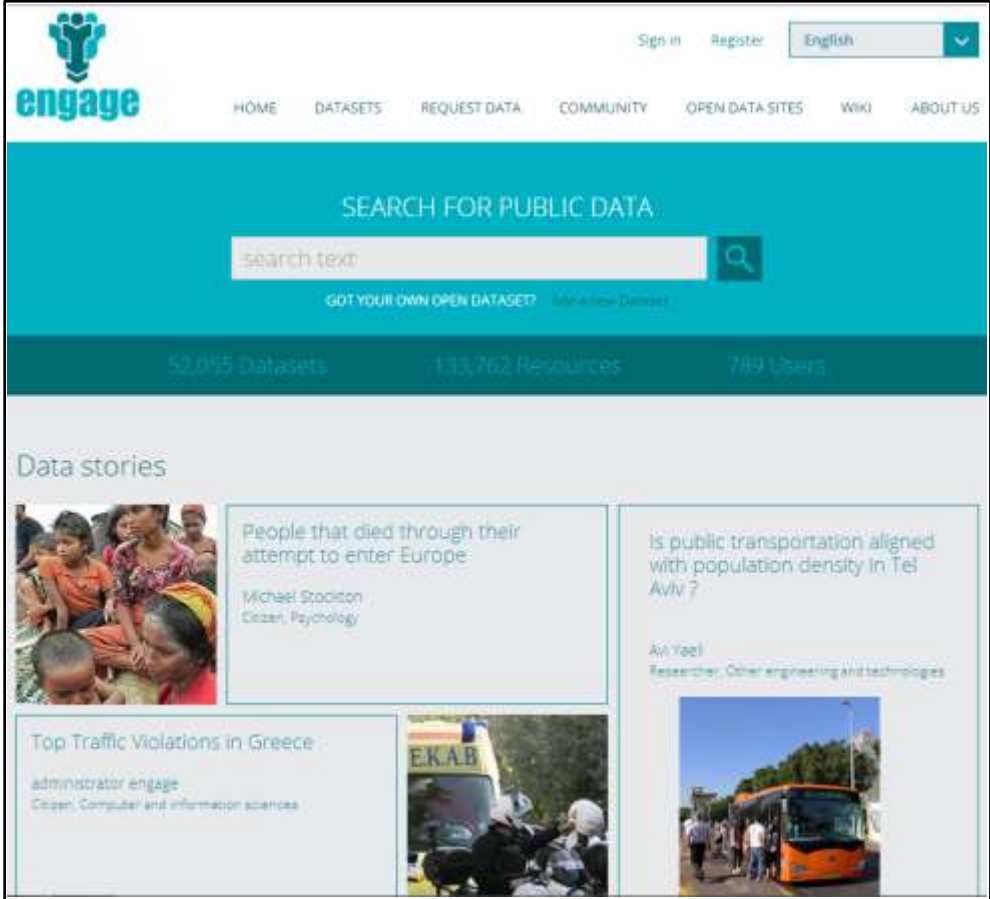 Sign in Register English
engage
HOME DATASETS REQUEST DATA COMMUNITY OPEN DATA SITES WIKI ABOUT US
SEARCH FOR PUBLIC DATA
search text
GOT YOUR OWN OPEN DATASET? Add a new Dataset
52,055 Datasets 133,762 Resources 789 Users
Data stories
People that died through their
attempt to enter Europe
Michael Stockton
Citizen, Psychology
Is public transportation aligned
with population density in Tel
Aviv ?
Avi Yaeli
Researcher, Other engineering and technologies
Top Traffic Violations in Greece
administrator engage
Citizen, Computer and information sciences
Ε.Κ.Α.Β